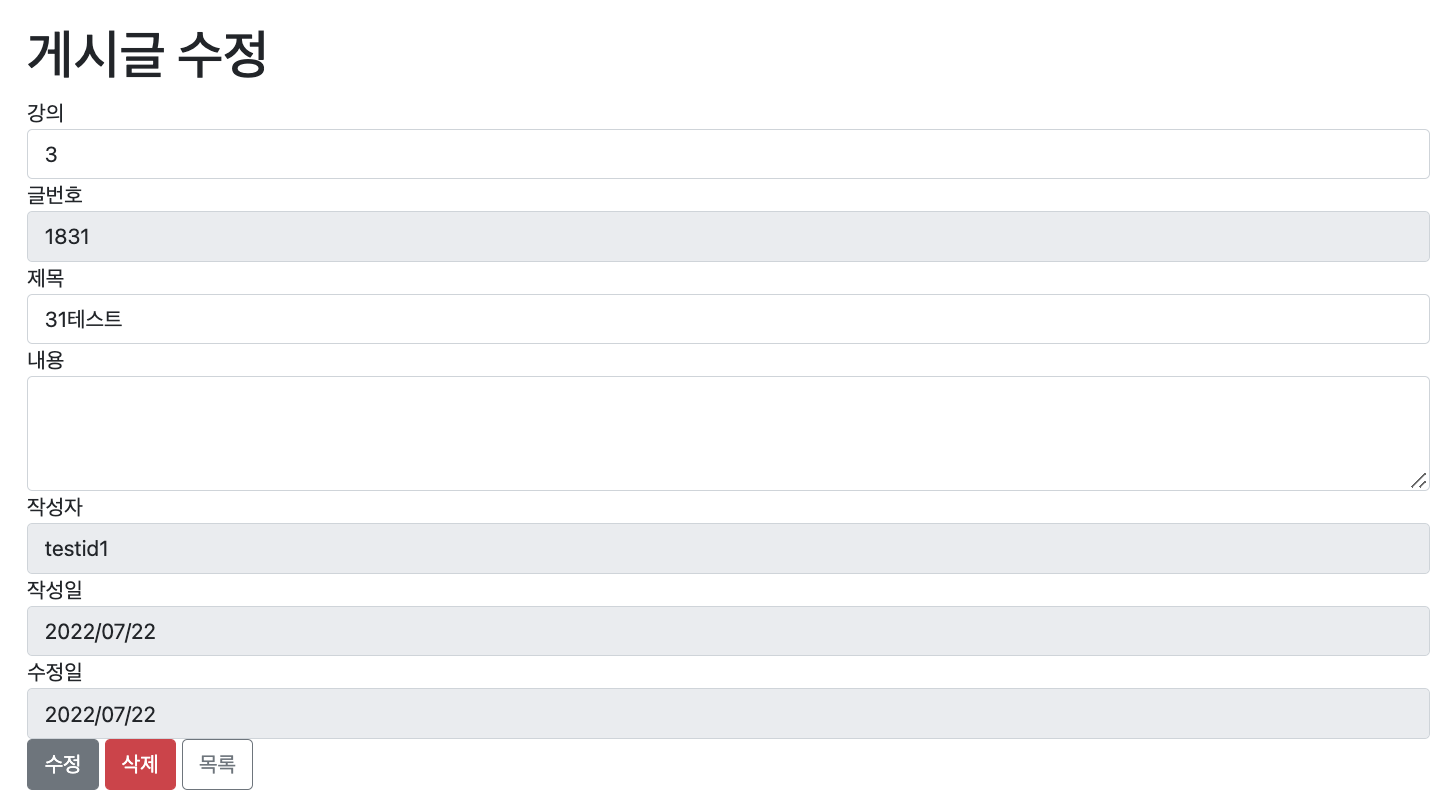 게시글 수정
강의
3
글번호
1831
제목
31테스트
내용
작성자
testid1
작성일
2022/07/22
수정일
2022/07/22
수정 삭제 목록